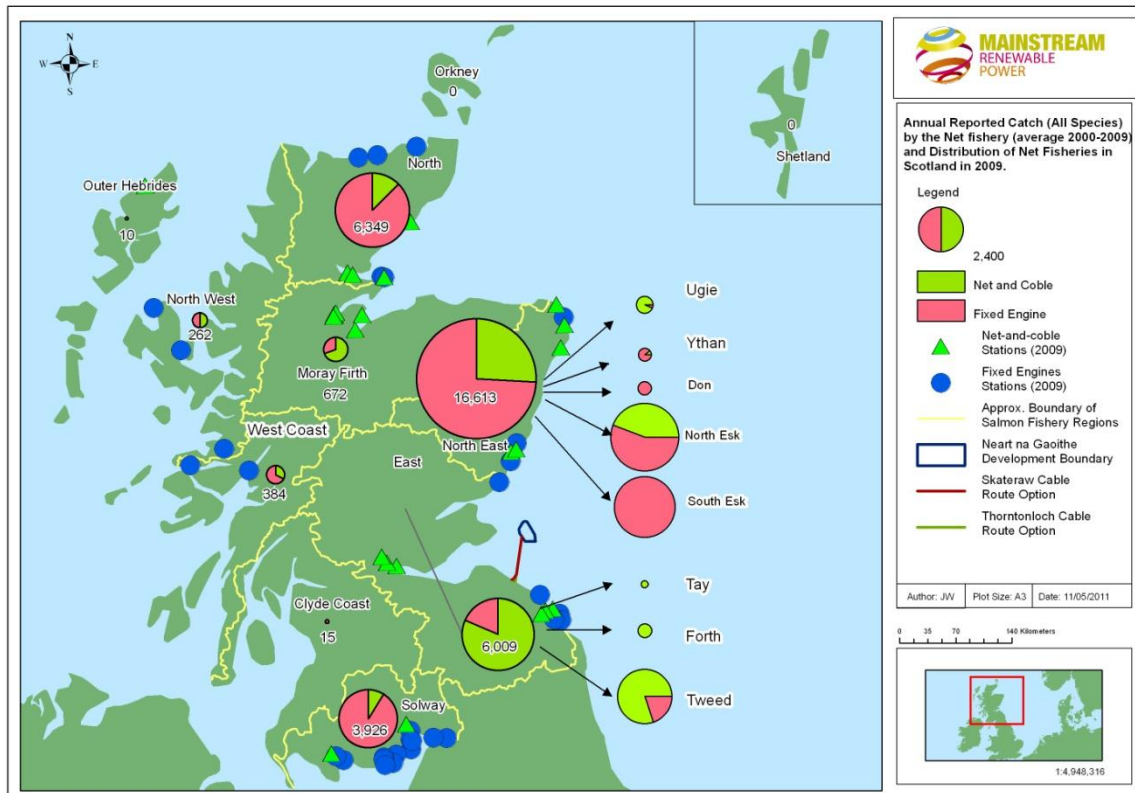 N
W
E
S
Orkney
0
0
Shetland
North
Outer Hebrides
6,349
10
North West
262
Moray Firth
672
16,613
North East
West Coast
East
384
Clyde Coast
15
6,009
Solway
3,926
Ugie
Ythan
Don
North Esk
South Esk
Tay
Forth
Tweed
MAINSTREAM
RENEWABLE
POWER
Annual Reported Catch (All Species)
by the Net fishery (average 2000-2009)
and Distribution of Net Fisheries in
Scotland in 2009.
Legend
2,400
Net and Coble
Fixed Engine
Net-and-coble
Stations (2009)
Fixed Engines
Stations (2009)
Approx. Boundary of
Salmon Fishery Regions
Neart na Gaoithe
Development Boundary
Skateraw Cable
Route Option
Thorntonloch Cable
Route Option
Author: JW Plot Size: A3 Date: 11/05/2011
0 35 70 140 Kilometers
1:4,948,316